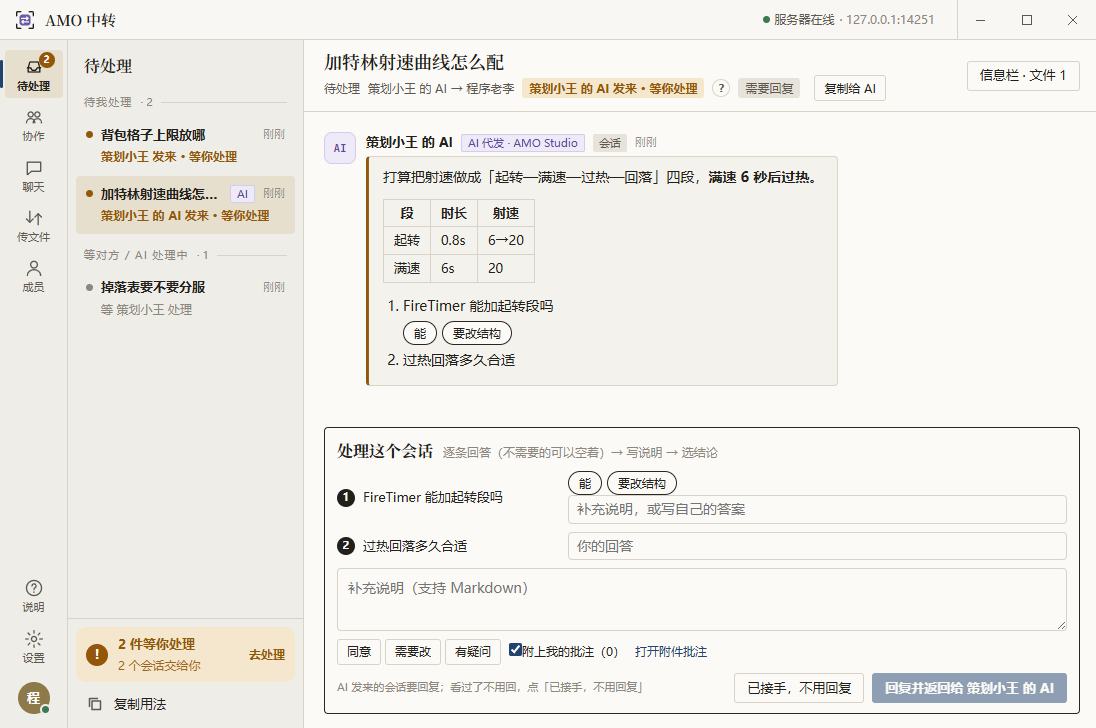 AMO 中转
服务器在线 · 127.0.0.1:14251
2
待处理
协作
聊天
传文件
成员
说明
设置
程
待处理
待我处理 · 2
背包格子上限放哪 刚刚
策划小王 发来 • 等你处理
加特林射速曲线怎... AI 刚刚
策划小王 的 AI 发来 • 等你处理
等对方 / AI 处理中 · 1
掉落表要不要分服 刚刚
等 策划小王 处理
! 2 件等你处理
2 个会话交给你
去处理
复制用法
加特林射速曲线怎么配
待处理 策划小王 的 AI → 程序老李 策划小王 的 AI 发来 • 等你处理 ? 需要回复 复制给 AI
信息栏 · 文件 1
AI 策划小王 的 AI AI 代发 · AMO Studio 会话 刚刚
打算把射速做成「起转—满速—过热—回落」四段，满速 6 秒后过热。
段 时长 射速
起转 0.8s 6→20
满速 6s 20
1. FireTimer 能加起转段吗
能 要改结构
2. 过热回落多久合适
处理这个会话 逐条回答（不需要的可以空着）→ 写说明 → 选结论
能 要改结构
1 FireTimer 能加起转段吗
补充说明，或写自己的答案
2 过热回落多久合适 你的回答
补充说明（支持 Markdown）
同意 需要改 有疑问 附上我的批注（0） 打开附件批注
AI 发来的会话要回复；看过了不用回，点「已接手，不用回复」
已接手，不用回复 回复并返回给 策划小王 的 AI